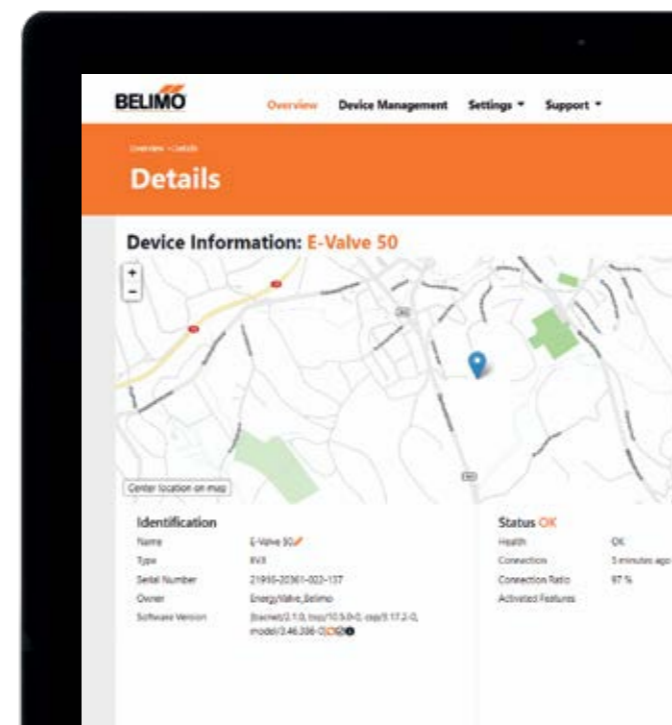 BELIMO
Overview Device Management Settings Support
Details
Device Information: E-Valve 50
+
−
Center location on map
Identification
Name E-Valve 50
Type
Serial Number
Owner EnergyValve_Belimo
Software Version
Status OK
Health OK
Connection 5 minutes ago
Connection Ratio 97 %
Activated Features